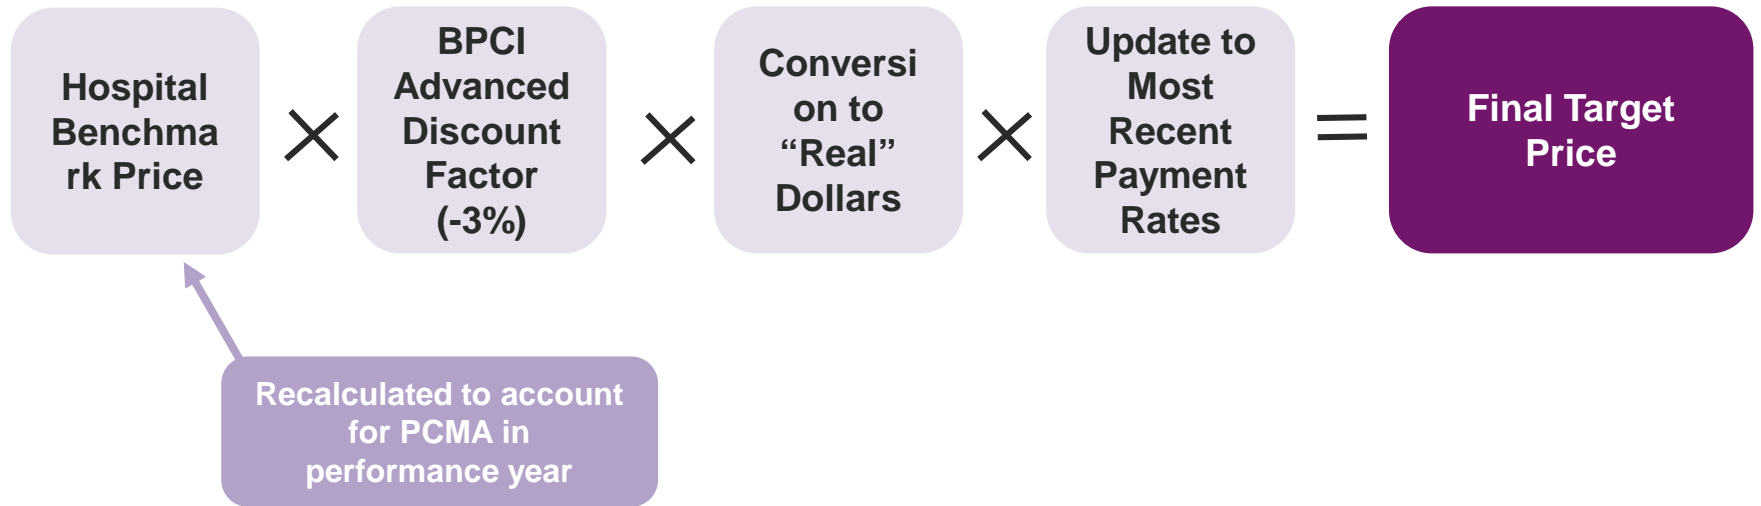 Hospital
Benchma
rk Price
BPCI
Advanced
Discount
Factor
(-3%)
Conversi
on to
“Real”
Dollars
Update to
Most
Recent
Payment
Rates
Final Target
Price
Recalculated to account
for PCMA in
performance year